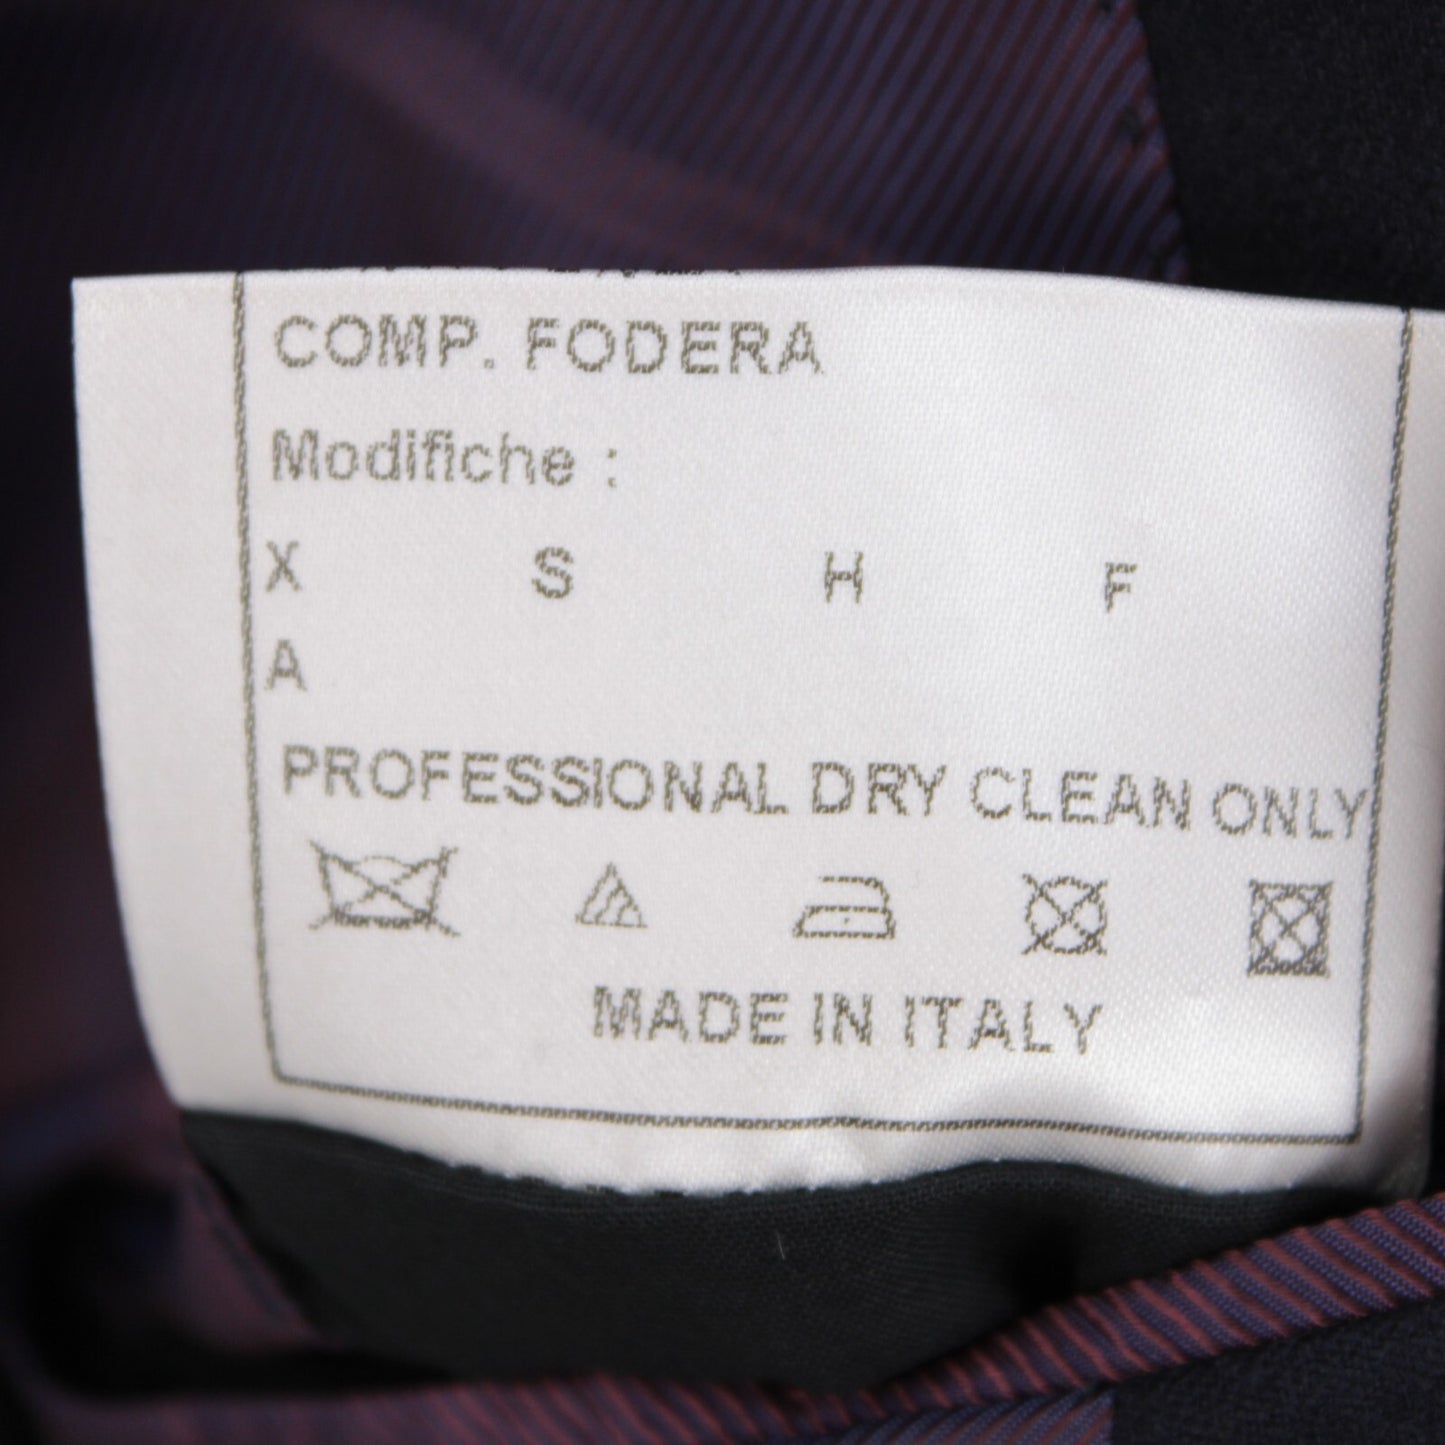 COMP. FODERA
Modifiche :
X S H F
A
PROFESSIONAL DRY CLEAN ONLY
MADE IN ITALY